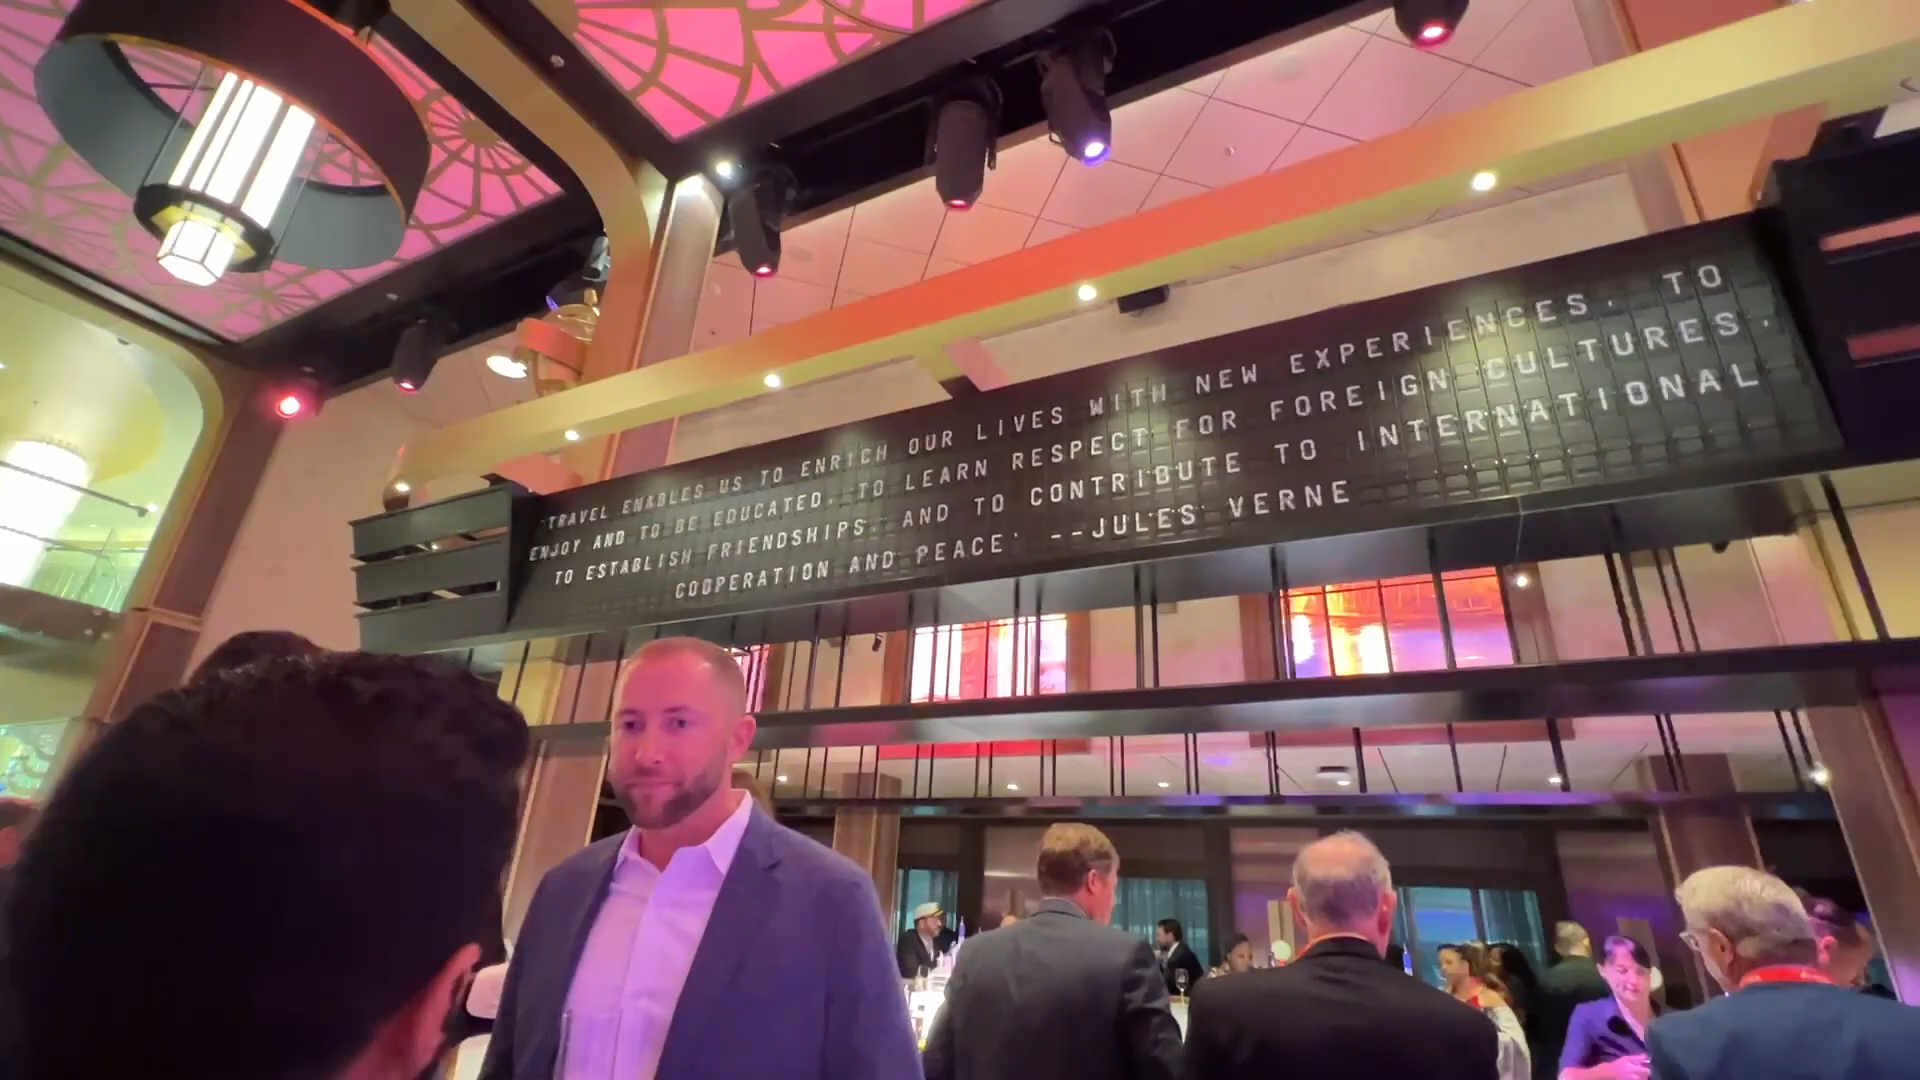 "TRAVEL ENABLES US TO ENRICH OUR LIVES WITH NEW EXPERIENCES, TO
ENJOY AND TO BE EDUCATED, TO LEARN RESPECT FOR FOREIGN CULTURES,
TO ESTABLISH FRIENDSHIPS, AND TO CONTRIBUTE TO INTERNATIONAL
COOPERATION AND PEACE" --JULES VERNE